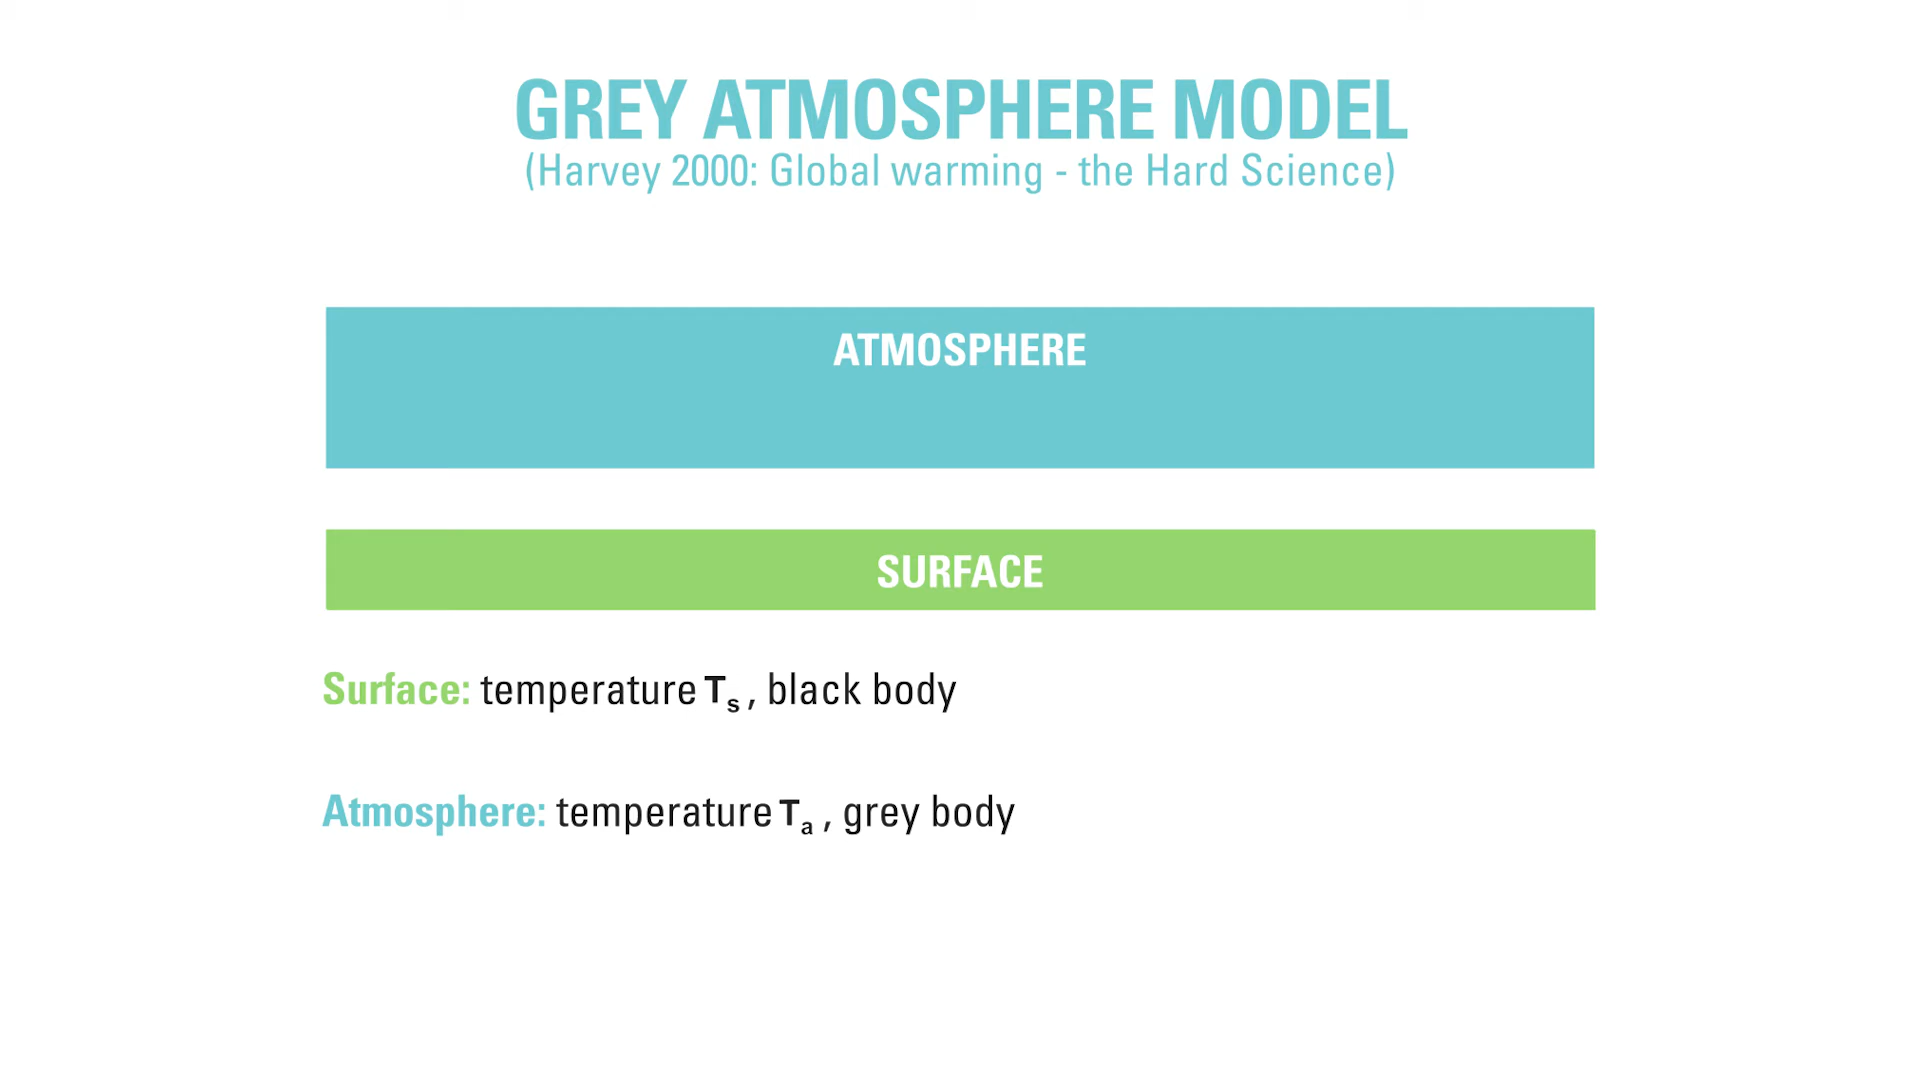 GREY ATMOSPHERE MODEL
(Harvey 2000: Global warming - the Hard Science)
ATMOSPHERE
SURFACE
Surface: temperature Ts , black body
Atmosphere: temperature Ta , grey body